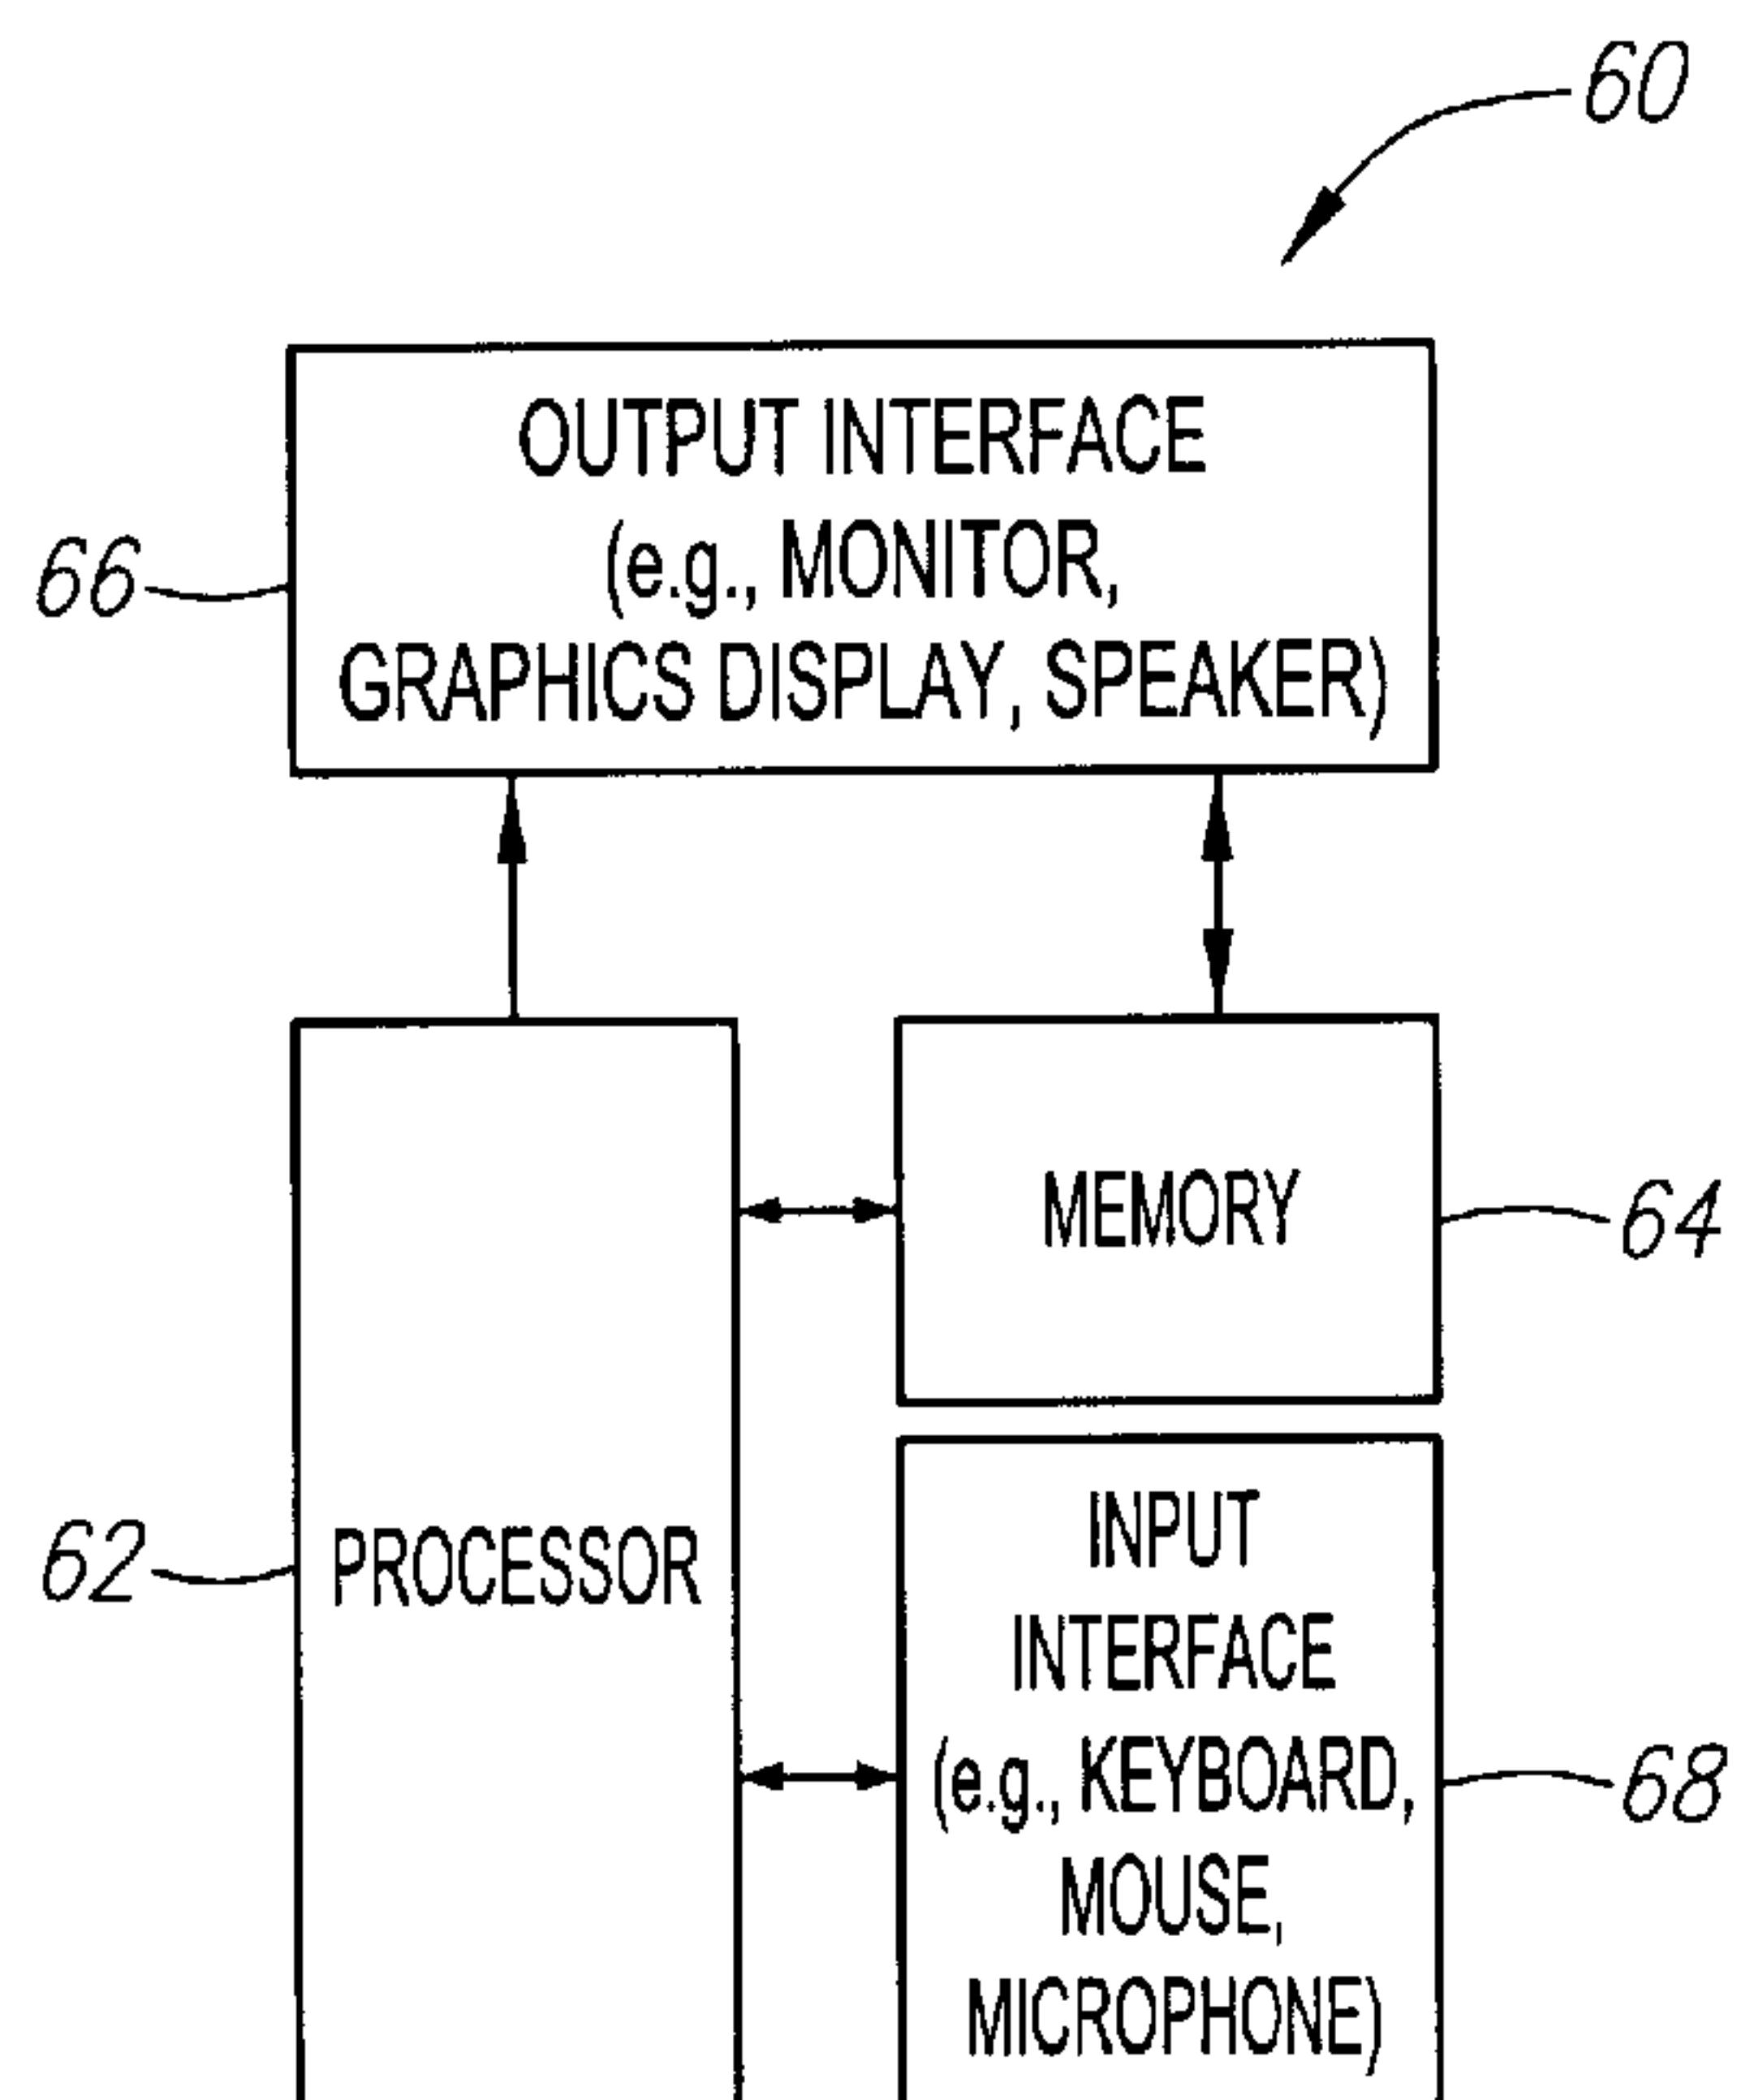 60
OUTPUT INTERFACE
(e.g., MONITOR,
GRAPHICS DISPLAY, SPEAKER)
66
MEMORY
64
PROCESSOR
62
INPUT
INTERFACE
(e.g., KEYBOARD,
MOUSE,
MICROPHONE)
68